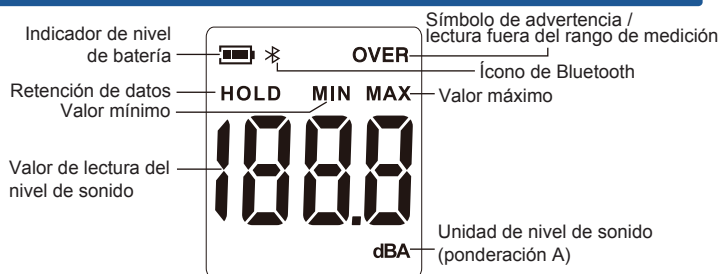 Símbolo de advertencia /
lectura fuera del rango de medición
Indicador de nivel
de batería
OVER
Ícono de Bluetooth
Retención de datos
HOLD MIN MAX
Valor máximo
Valor mínimo
188.8
Valor de lectura del
nivel de sonido
dBA
Unidad de nivel de sonido
(ponderación A)